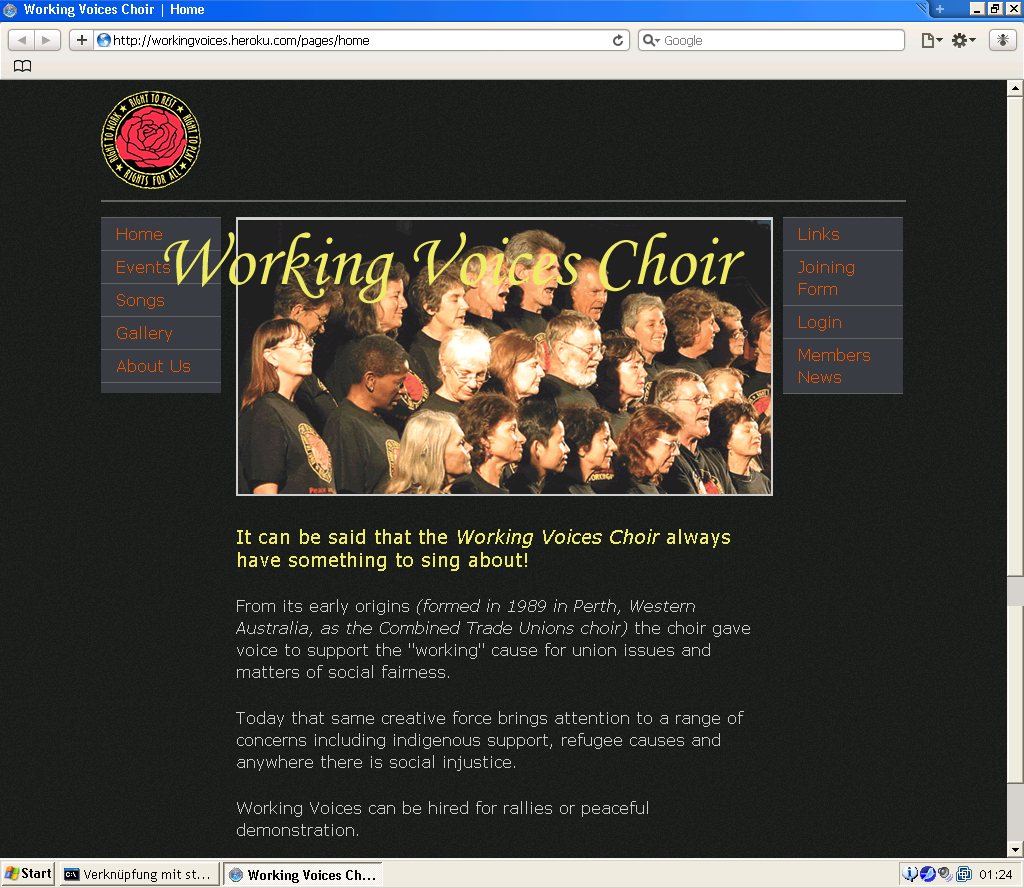 Working Voices Choir | Home
http://workingvoices.heroku.com/pages/home
Google
RIGHT TO WORK ★ RIGHT TO REST ★ RIGHT TO PLAY ★ RIGHTS FOR ALL ★
Home
Events
Songs
Gallery
About Us
Working Voices Choir
Links
Joining
Form
Login
Members
News
It can be said that the Working Voices Choir always
have something to sing about!
From its early origins (formed in 1989 in Perth, Western
Australia, as the Combined Trade Unions choir) the choir gave
voice to support the "working" cause for union issues and
matters of social fairness.
Today that same creative force brings attention to a range of
concerns including indigenous support, refugee causes and
anywhere there is social injustice.
Working Voices can be hired for rallies or peaceful
demonstration.
Start
Verknüpfung mit st...
Working Voices Ch...
01:24